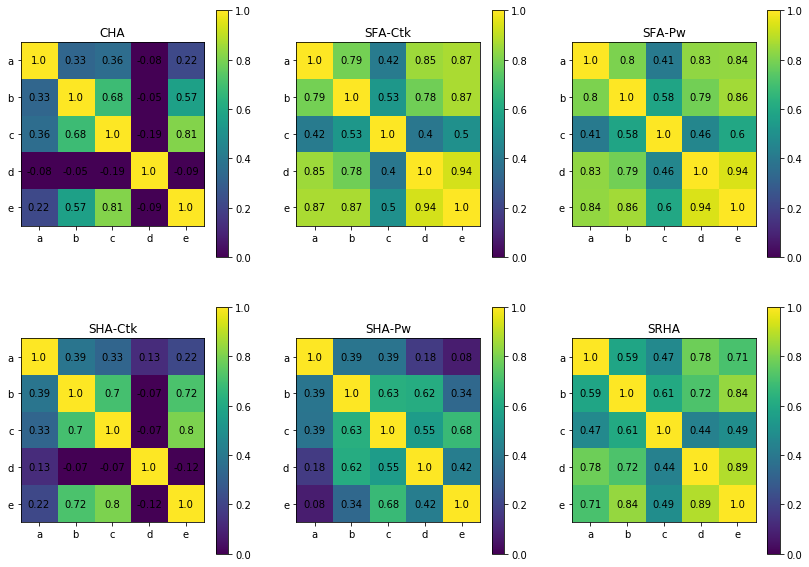 CHA
a 1.0 0.33 0.36 -0.08 0.22
b 0.33 1.0 0.68 -0.05 0.57
c 0.36 0.68 1.0 -0.19 0.81
d -0.08 -0.05 -0.19 1.0 -0.09
e 0.22 0.57 0.81 -0.09 1.0
a b c d e
1.0
0.8
0.6
0.4
0.2
0.0
SFA-Ctk
a 1.0 0.79 0.42 0.85 0.87
b 0.79 1.0 0.53 0.78 0.87
c 0.42 0.53 1.0 0.4 0.5
d 0.85 0.78 0.4 1.0 0.94
e 0.87 0.87 0.5 0.94 1.0
a b c d e
1.0
0.8
0.6
0.4
0.2
0.0
SFA-Pw
a 1.0 0.8 0.41 0.83 0.84
b 0.8 1.0 0.58 0.79 0.86
c 0.41 0.58 1.0 0.46 0.6
d 0.83 0.79 0.46 1.0 0.94
e 0.84 0.86 0.6 0.94 1.0
a b c d e
1.0
0.8
0.6
0.4
0.2
0.0
SHA-Ctk
a 1.0 0.39 0.33 0.13 0.22
b 0.39 1.0 0.7 -0.07 0.72
c 0.33 0.7 1.0 -0.07 0.8
d 0.13 -0.07 -0.07 1.0 -0.12
e 0.22 0.72 0.8 -0.12 1.0
a b c d e
1.0
0.8
0.6
0.4
0.2
0.0
SHA-Pw
a 1.0 0.39 0.39 0.18 0.08
b 0.39 1.0 0.63 0.62 0.34
c 0.39 0.63 1.0 0.55 0.68
d 0.18 0.62 0.55 1.0 0.42
e 0.08 0.34 0.68 0.42 1.0
a b c d e
1.0
0.8
0.6
0.4
0.2
0.0
SRHA
a 1.0 0.59 0.47 0.78 0.71
b 0.59 1.0 0.61 0.72 0.84
c 0.47 0.61 1.0 0.44 0.49
d 0.78 0.72 0.44 1.0 0.89
e 0.71 0.84 0.49 0.89 1.0
a b c d e
1.0
0.8
0.6
0.4
0.2
0.0